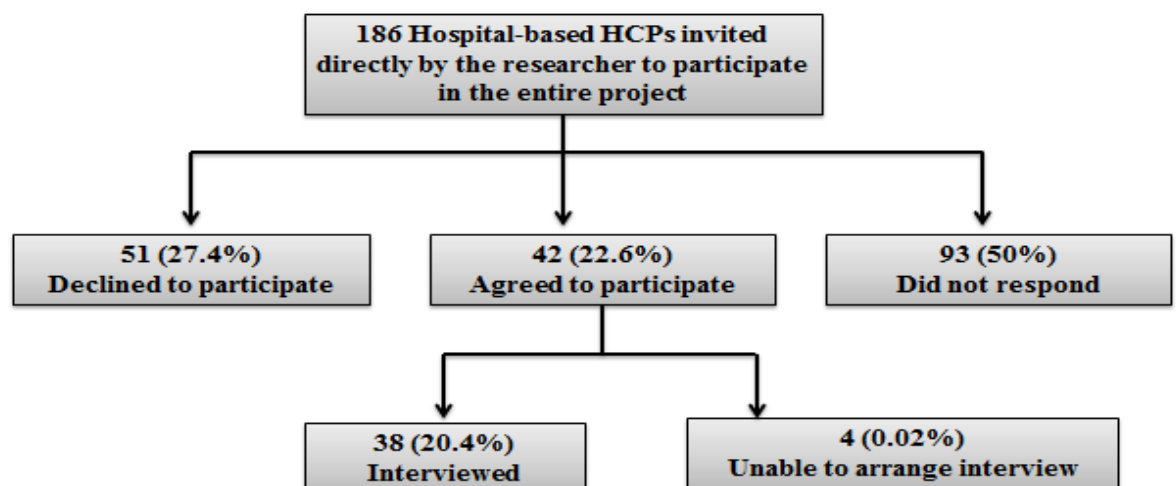 186 Hospital-based HCPs invited
directly by the researcher to participate
in the entire project
51 (27.4%)
Declined to participate
42 (22.6%)
Agreed to participate
93 (50%)
Did not respond
38 (20.4%)
Interviewed
4 (0.02%)
Unable to arrange interview